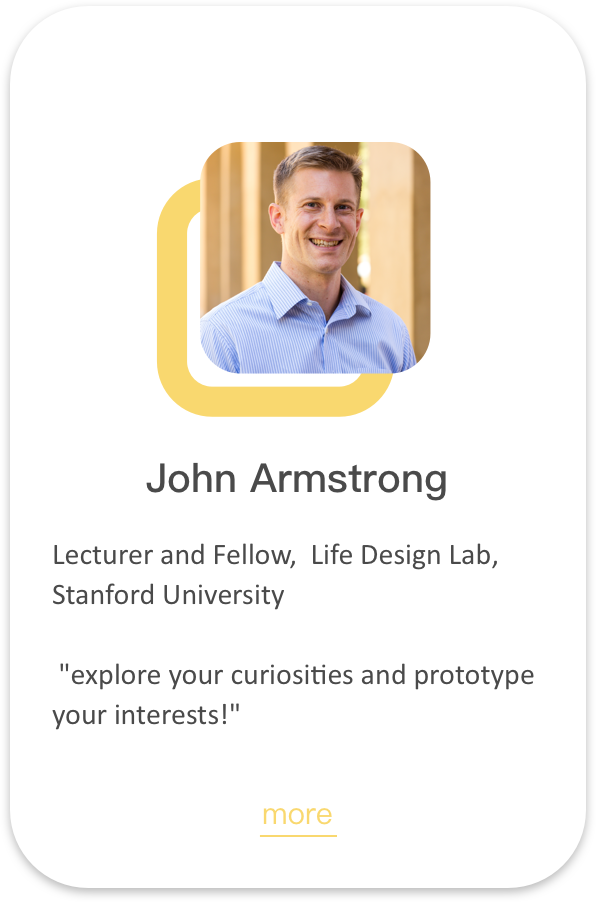 John Armstrong
Lecturer and Fellow,  Life Design Lab,
Stanford University
"explore your curiosities and prototype
your interests!"
more